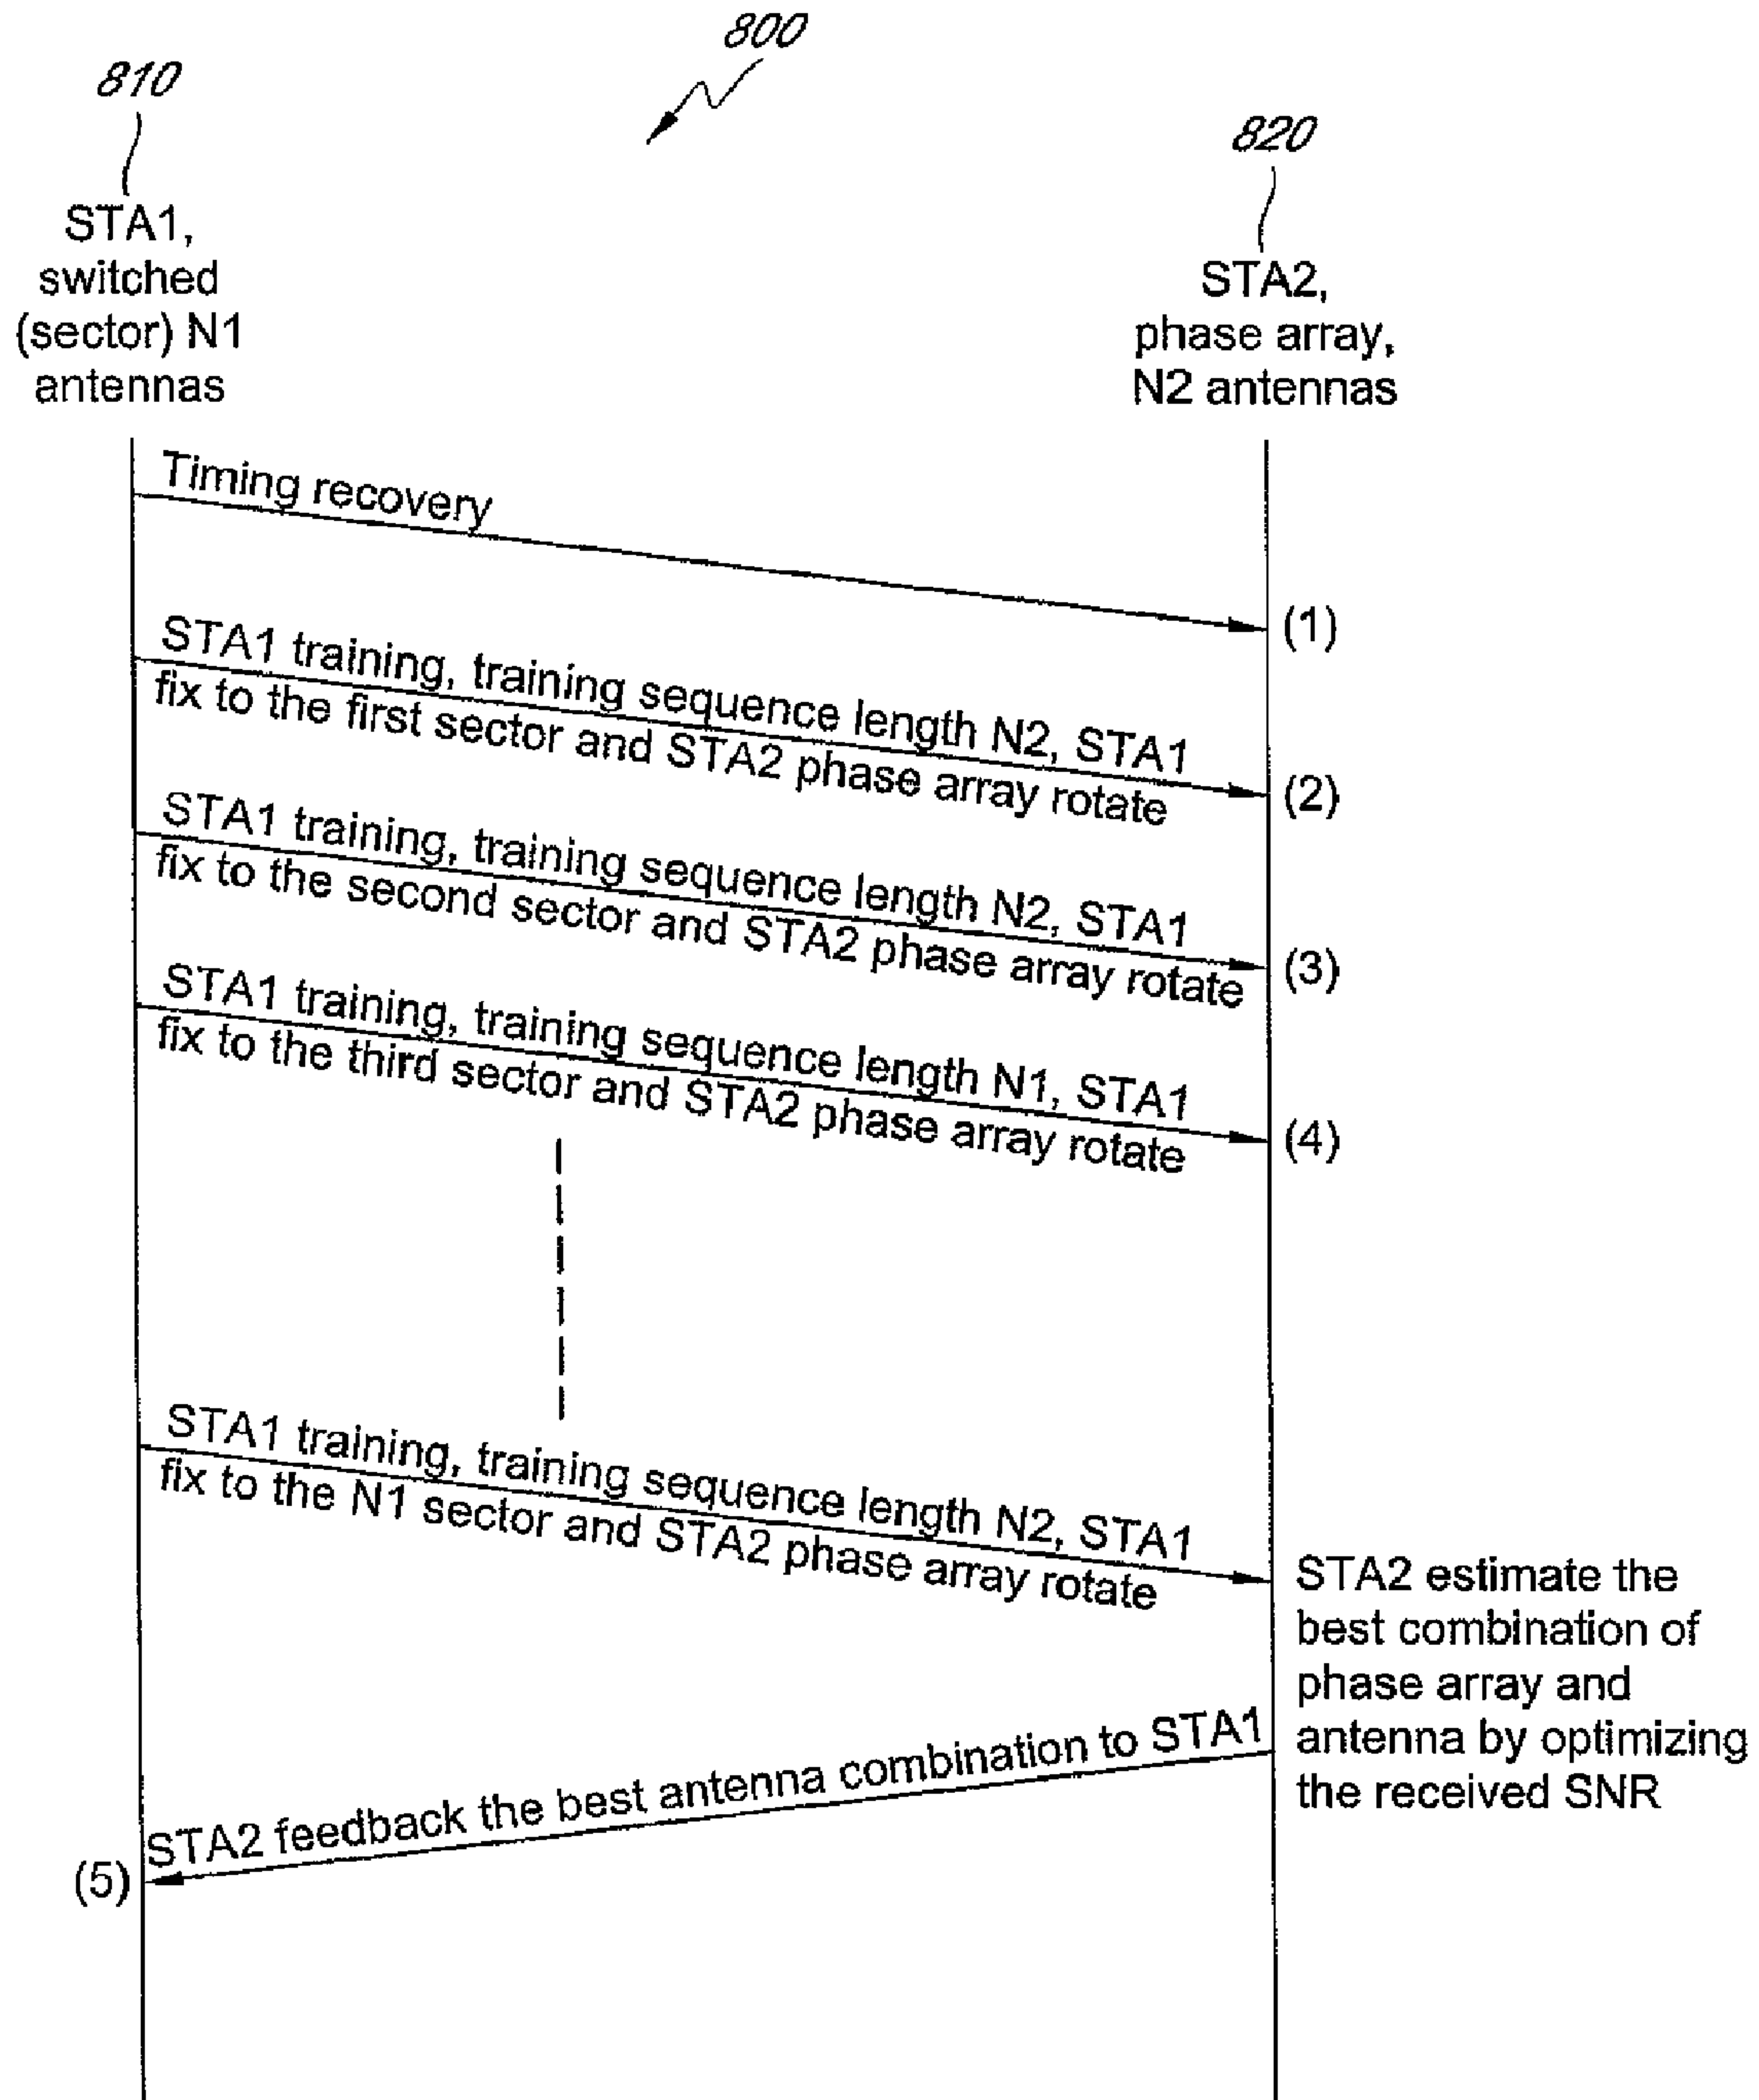 800
810
820
STA1,
switched
(sector) N1
antennas
STA2,
phase array,
N2 antennas
Timing recovery
(1)
STA1 training, training sequence length N2, STA1
fix to the first sector and STA2 phase array rotate
(2)
STA1 training, training sequence length N2, STA1
fix to the second sector and STA2 phase array rotate
(3)
STA1 training, training sequence length N1, STA1
fix to the third sector and STA2 phase array rotate
(4)
STA1 training, training sequence length N2, STA1
fix to the N1 sector and STA2 phase array rotate
STA2 estimate the
best combination of
phase array and
antenna by optimizing
the received SNR
STA2 feedback the best antenna combination to STA1
(5)